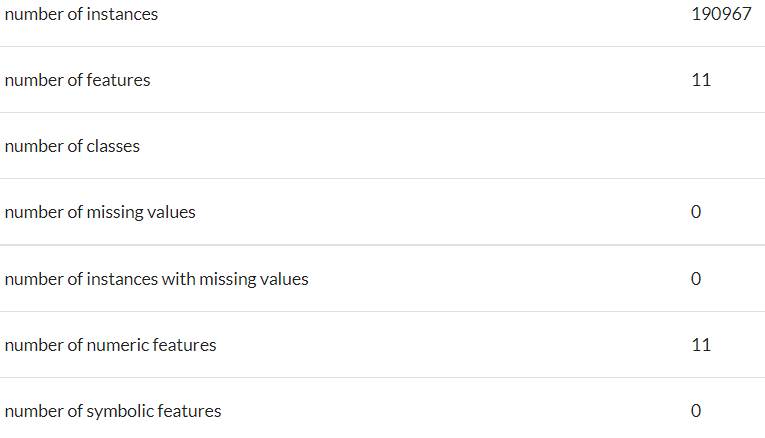 number of instances 190967
number of features 11
number of classes
number of missing values 0
number of instances with missing values 0
number of numeric features 11
number of symbolic features 0